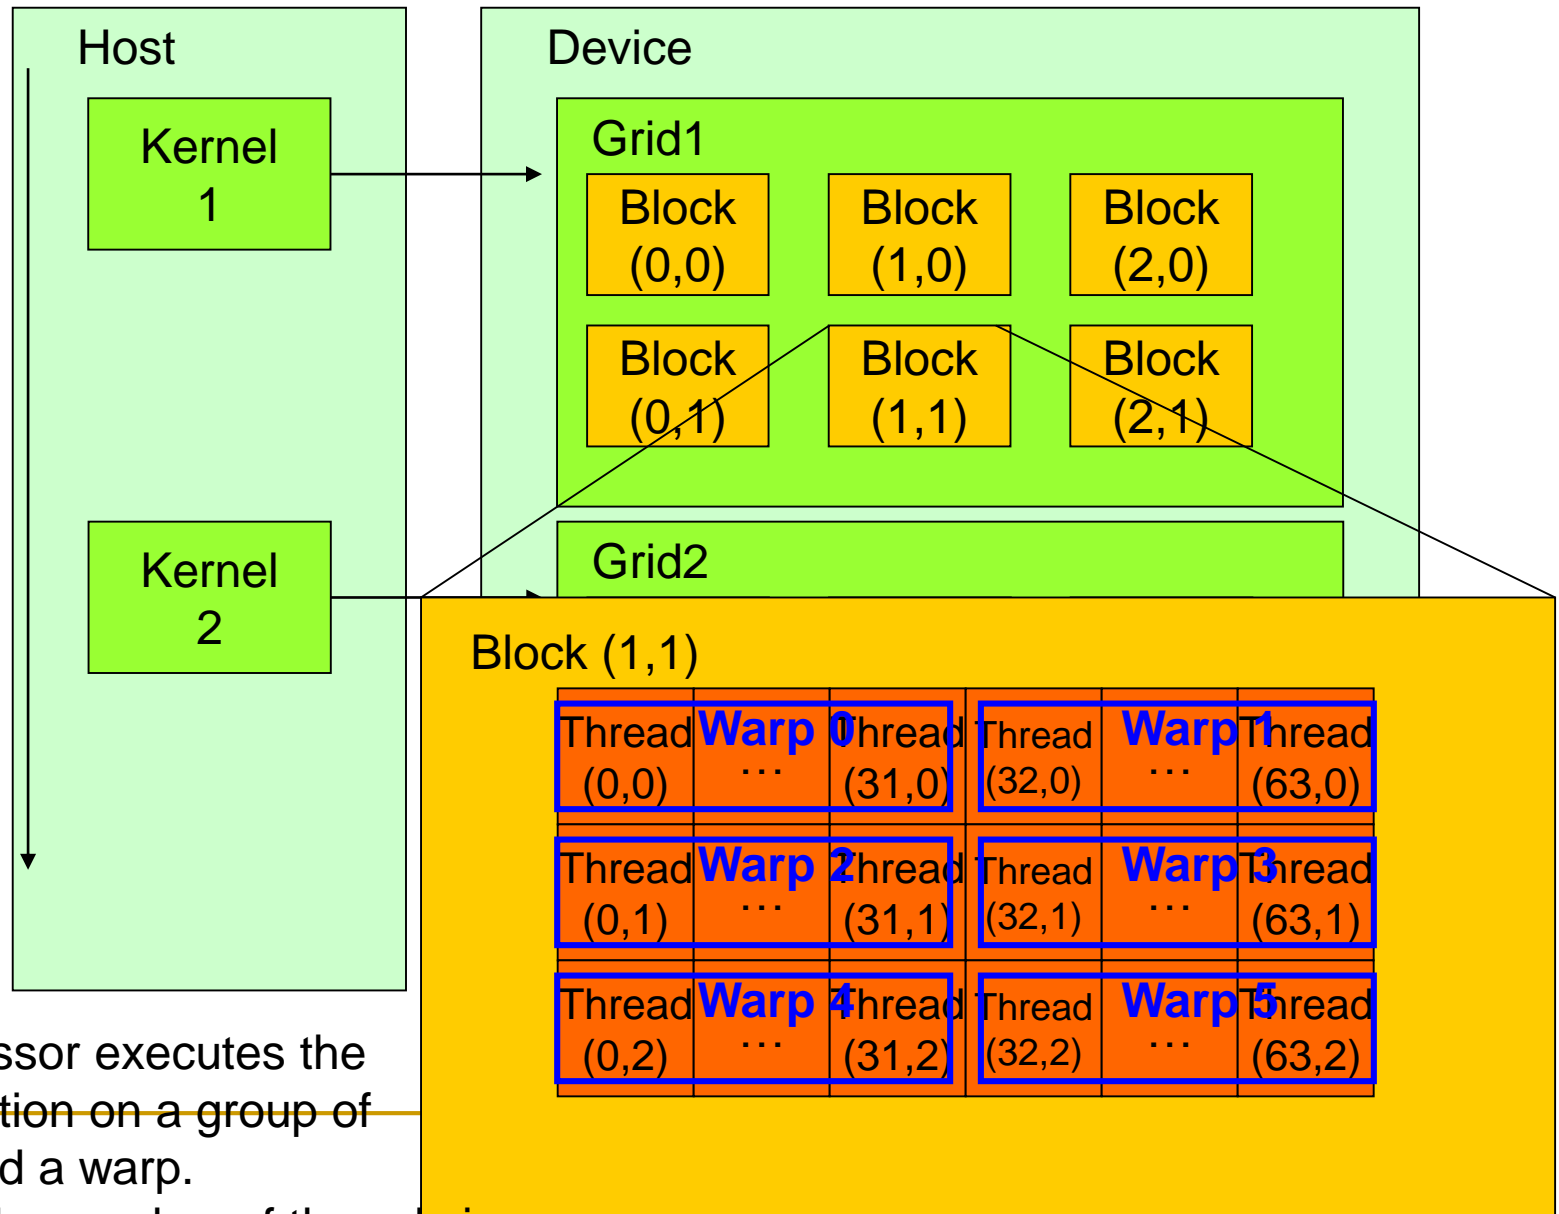 Host
Kernel
1
Kernel
2
Device
Grid1
Block
(0,0)
Block
(1,0)
Block
(2,0)
Block
(0,1)
Block
(1,1)
Block
(2,1)
Grid2
Block (1,1)
Thread
(0,0)
Warp 0
...
Thread
(31,0)
Thread
(32,0)
Warp 1
...
Thread
(63,0)
Thread
(0,1)
Warp 2
...
Thread
(31,1)
Thread
(32,1)
Warp 3
...
Thread
(63,1)
Thread
(0,2)
Warp 4
...
Thread
(31,2)
Thread
(32,2)
Warp 5
...
Thread
(63,2)
ssor executes the
tion on a group of
d a warp.